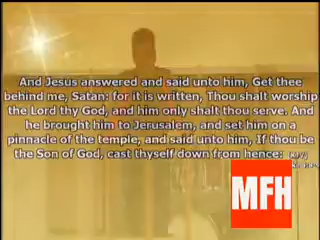 And Jesus answered and said unto him, Get thee
behind me, Satan: for it is written, Thou shalt worship
the Lord thy God, and him only shalt thou serve. And
he brought him to Jerusalem, and set him on a
pinnacle of the temple, and said unto him, If thou be
the Son of God, cast thyself down from hence:
MFH